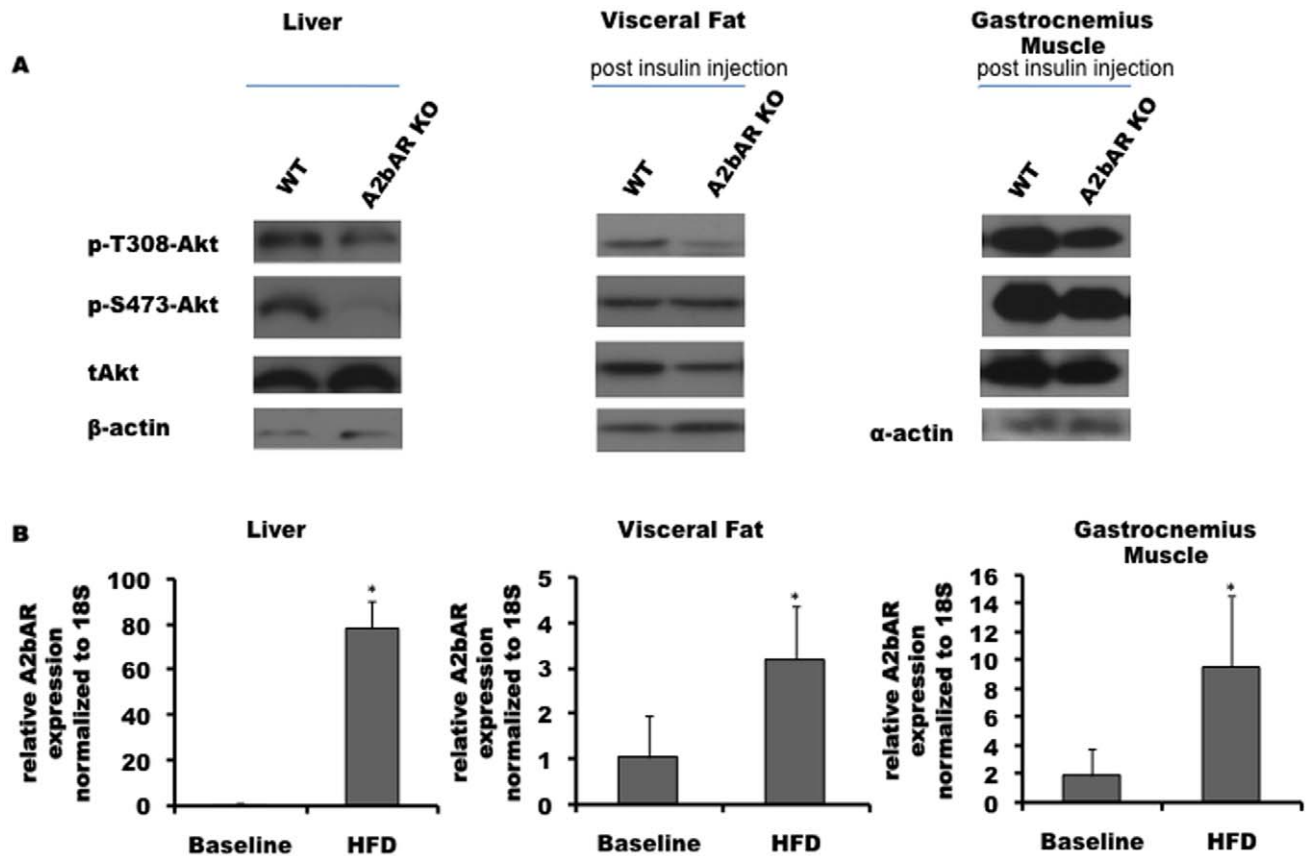 Liver
Visceral Fat
Gastrocnemius
Muscle
A
post insulin injection
post insulin injection
WT
A2bAR KO
WT
A2bAR KO
WT
A2bAR KO
p-T308-Akt
p-S473-Akt
tAkt
β-actin
α-actin
B
Liver
relative A2bAR
expression
normalized to 18S
100
80
60
40
20
0
*
Baseline
HFD
Visceral Fat
relative A2bAR
expression
normalized to 18S
5
4
3
2
1
0
*
Baseline
HFD
Gastrocnemius
Muscle
relative A2bAR
expression
normalized to 18S
16
14
12
10
8
6
4
2
0
*
Baseline
HFD